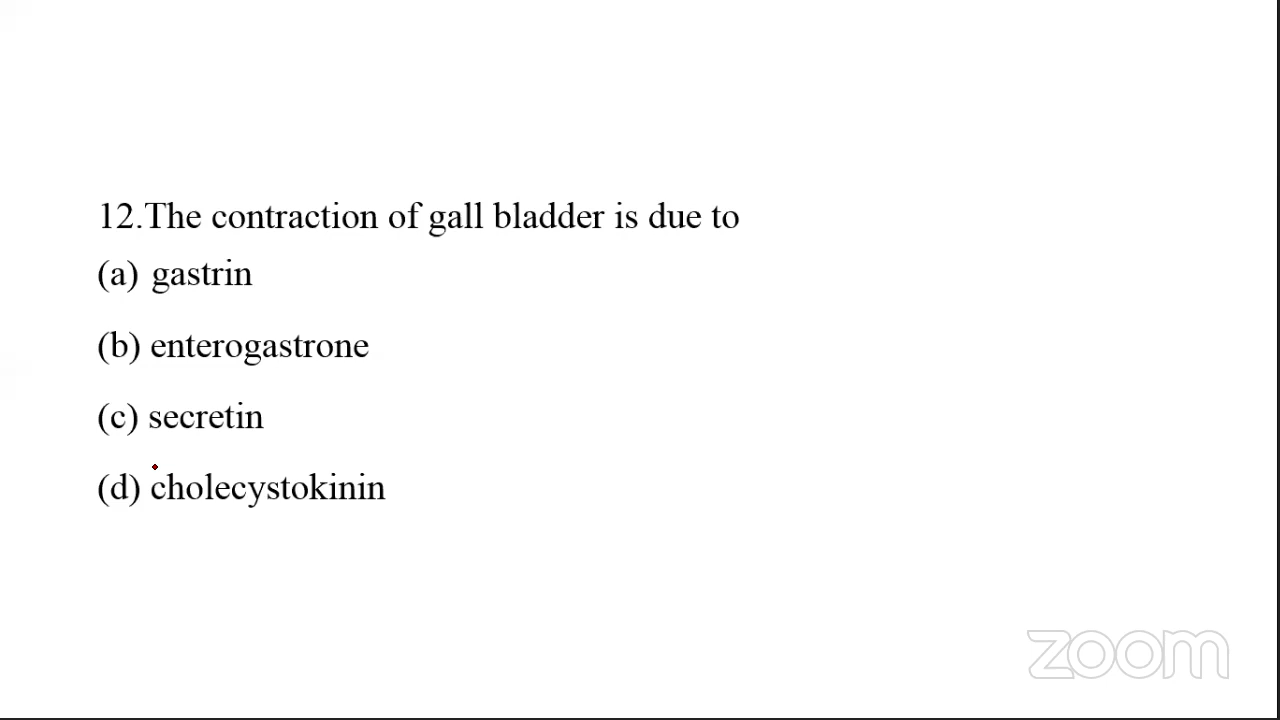 12.The contraction of gall bladder is due to
(a) gastrin
(b) enterogastrone
(c) secretin
(d) cholecystokinin
zoom